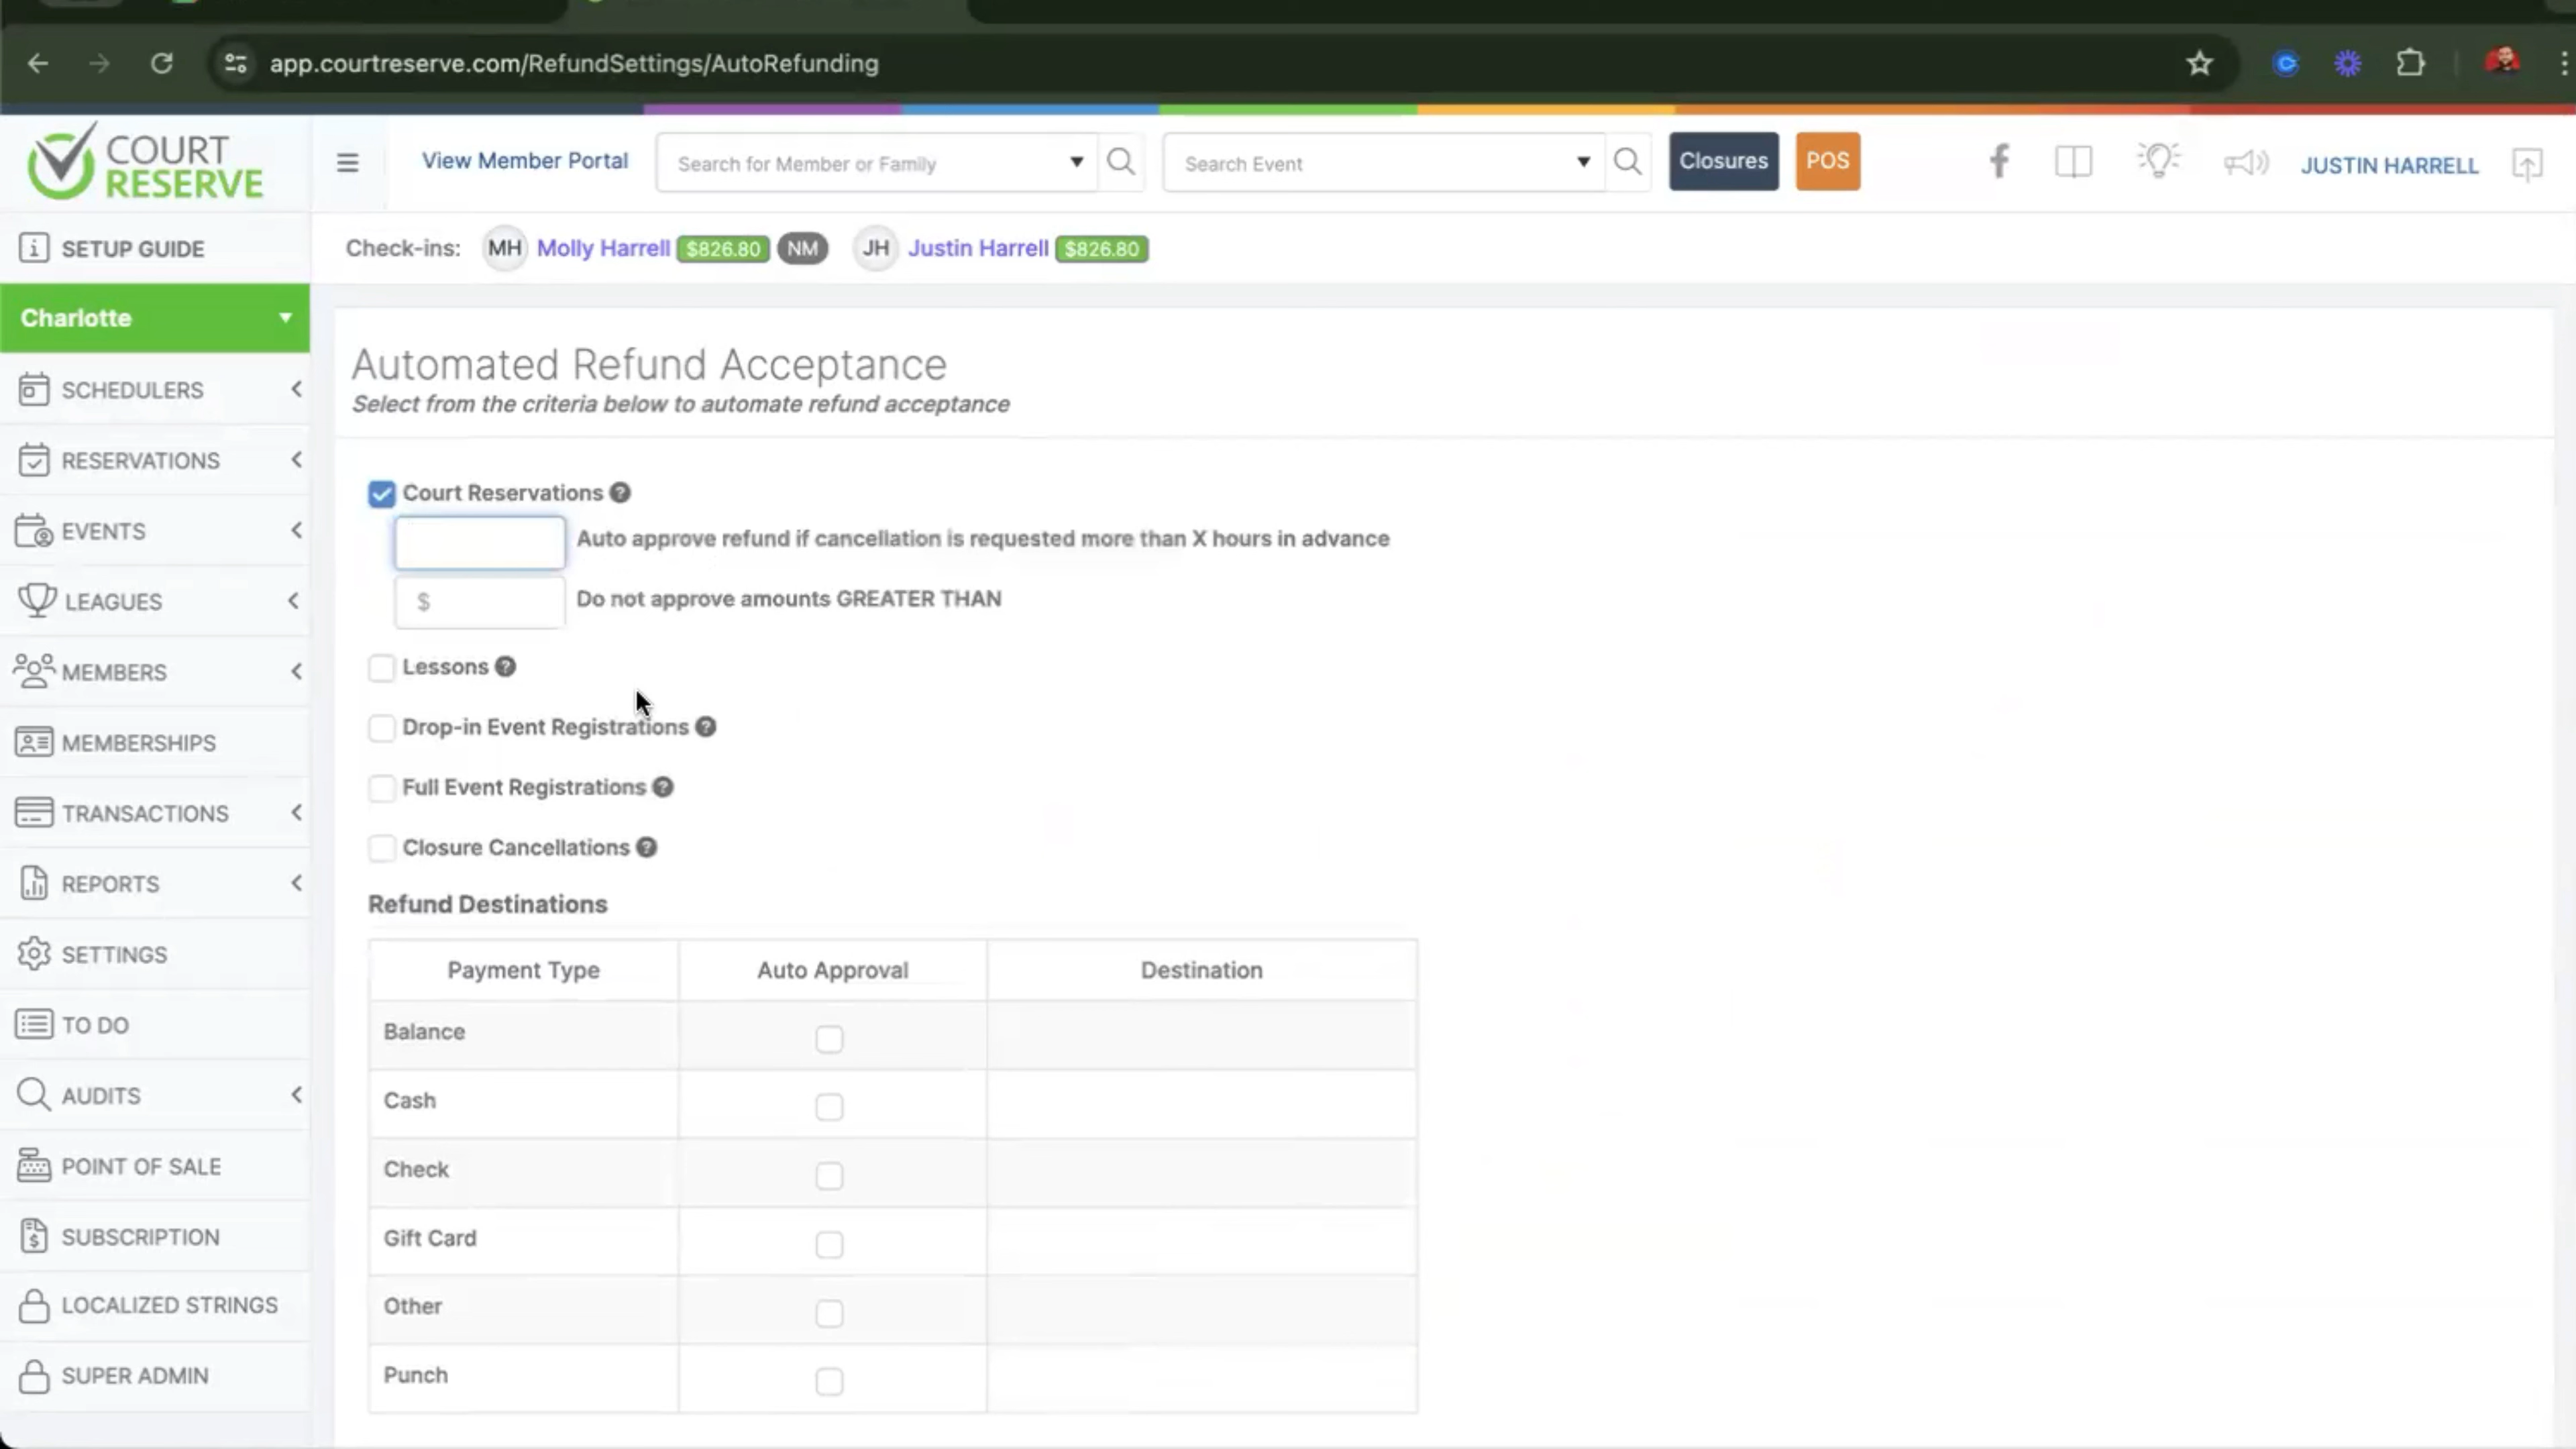 app.courtreserve.com/RefundSettings/AutoRefunding
COURT RESERVE
View Member Portal
Search for Member or Family
Search Event
Closures
POS
JUSTIN HARRELL
SETUP GUIDE
Check-ins: MH Molly Harrell $826.80 NM JH Justin Harrell $826.80
Charlotte
SCHEDULERS
RESERVATIONS
EVENTS
LEAGUES
MEMBERS
MEMBERSHIPS
TRANSACTIONS
REPORTS
SETTINGS
TO DO
AUDITS
POINT OF SALE
SUBSCRIPTION
LOCALIZED STRINGS
SUPER ADMIN
Automated Refund Acceptance
Select from the criteria below to automate refund acceptance
Court Reservations ?
Auto approve refund if cancellation is requested more than X hours in advance
$ Do not approve amounts GREATER THAN
Lessons ?
Drop-in Event Registrations ?
Full Event Registrations ?
Closure Cancellations ?
Refund Destinations
Payment Type Auto Approval Destination
Balance
Cash
Check
Gift Card
Other
Punch